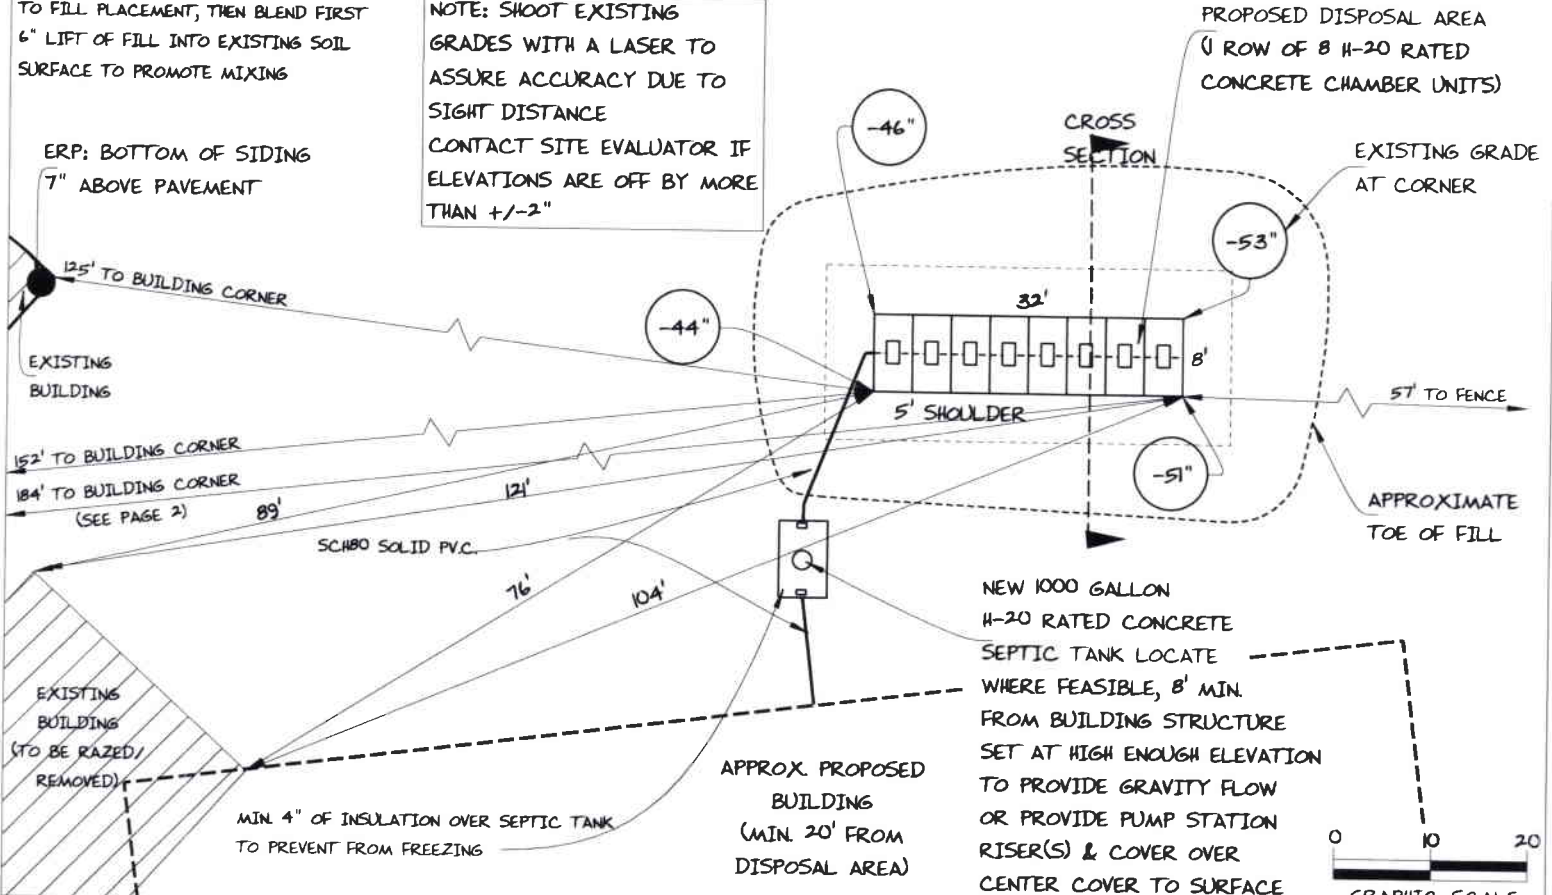 TO FILL PLACEMENT, THEN BLEND FIRST
6" LIFT OF FILL INTO EXISTING SOIL
SURFACE TO PROMOTE MIXING
NOTE: SHOOT EXISTING
GRADES WITH A LASER TO
ASSURE ACCURACY DUE TO
SIGHT DISTANCE
CONTACT SITE EVALUATOR IF
ELEVATIONS ARE OFF BY MORE
THAN +/-2"
PROPOSED DISPOSAL AREA
(1 ROW OF 8 H-20 RATED
CONCRETE CHAMBER UNITS)
ERP: BOTTOM OF SIDING
7" ABOVE PAVEMENT
-46"
CROSS
SECTION
EXISTING GRADE
AT CORNER
-53"
125' TO BUILDING CORNER
32'
-44"
8'
EXISTING
BUILDING
5' SHOULDER
57' TO FENCE
152' TO BUILDING CORNER
184' TO BUILDING CORNER
(SEE PAGE 2)
89'
121'
-51"
APPROXIMATE
TOE OF FILL
SCH80 SOLID P.V.C.
76'
104'
NEW 1000 GALLON
H-20 RATED CONCRETE
SEPTIC TANK LOCATE
WHERE FEASIBLE, 8' MIN.
FROM BUILDING STRUCTURE
SET AT HIGH ENOUGH ELEVATION
TO PROVIDE GRAVITY FLOW
OR PROVIDE PUMP STATION
RISER(S) & COVER OVER
CENTER COVER TO SURFACE
EXISTING
BUILDING
(TO BE RAZED/
REMOVED)
APPROX. PROPOSED
BUILDING
(MIN. 20' FROM
DISPOSAL AREA)
MIN. 4" OF INSULATION OVER SEPTIC TANK
TO PREVENT FROM FREEZING
0 10 20
GRAPHIC SCALE